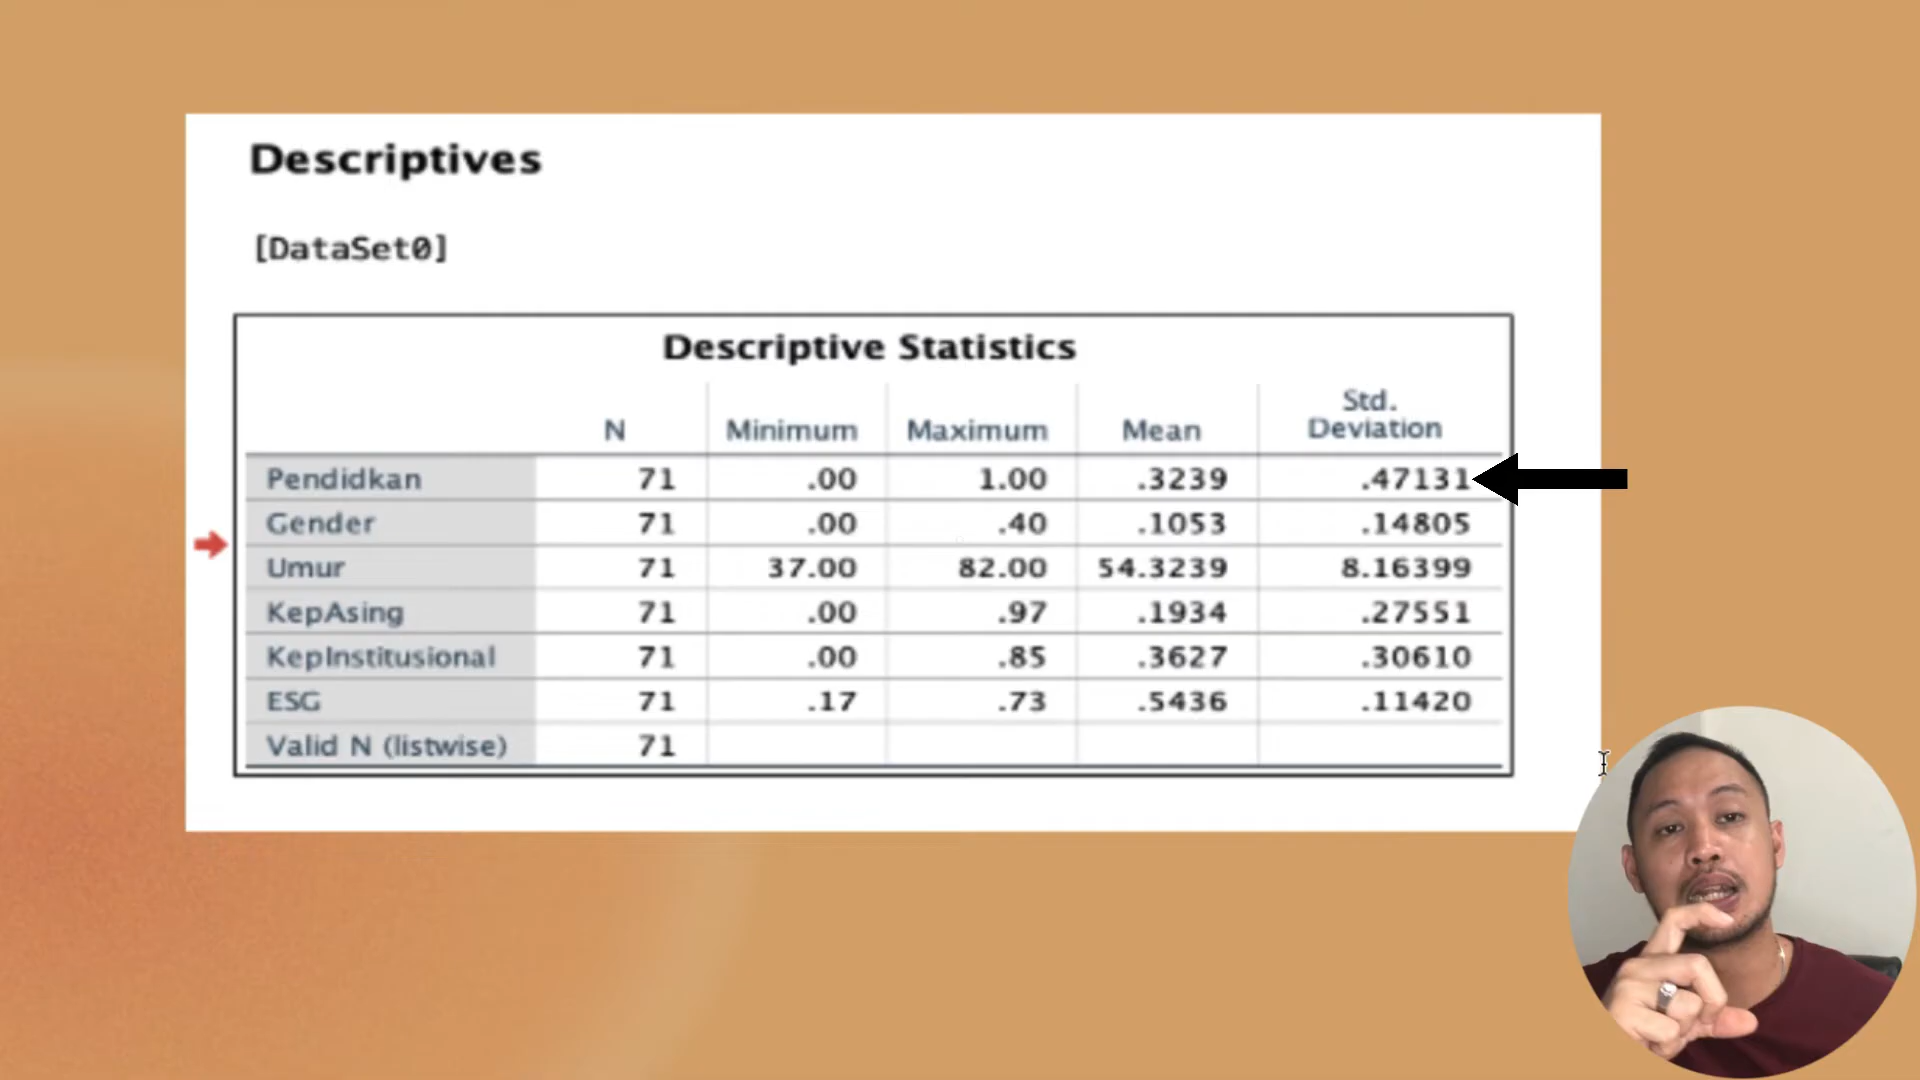 Descriptives
[DataSet0]
Descriptive Statistics
N Minimum Maximum Mean Std. Deviation
Pendidkan 71 .00 1.00 .3239 .47131
Gender 71 .00 .40 .1053 .14805
Umur 71 37.00 82.00 54.3239 8.16399
KepAsing 71 .00 .97 .1934 .27551
KepInstitusional 71 .00 .85 .3627 .30610
ESG 71 .17 .73 .5436 .11420
Valid N (listwise) 71